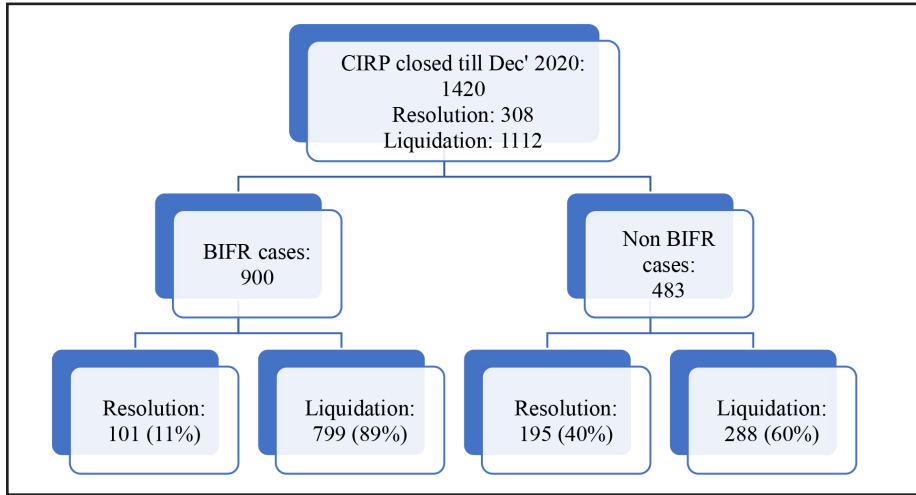 CIRP closed till Dec' 2020:
1420
Resolution: 308
Liquidation: 1112
BIFR cases:
900
Non BIFR
cases:
483
Resolution:
101 (11%)
Liquidation:
799 (89%)
Resolution:
195 (40%)
Liquidation:
288 (60%)